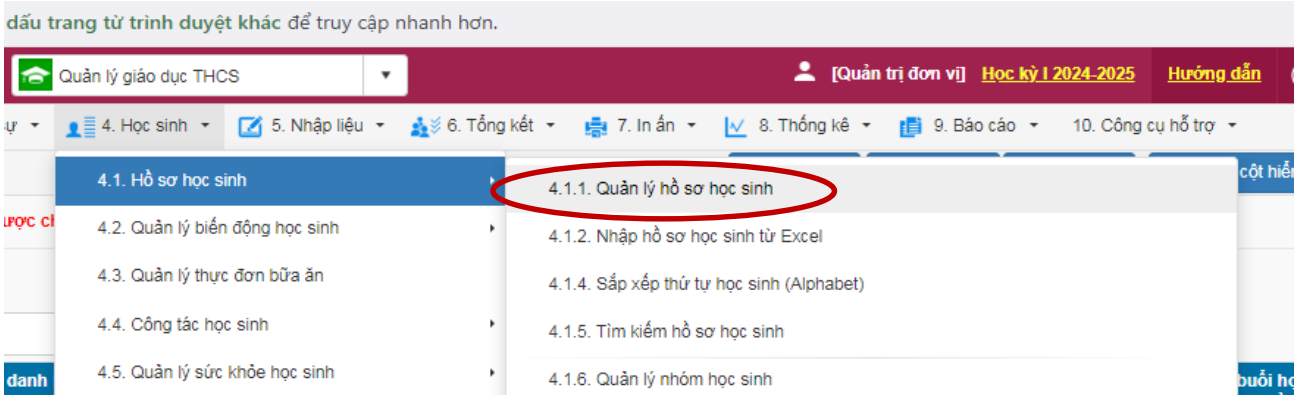 dấu trang từ trình duyệt khác để truy cập nhanh hơn.
Quản lý giáo dục THCS [Quản trị đơn vị] Học kỳ I 2024-2025 Hướng dẫn
sự 4. Học sinh 5. Nhập liệu 6. Tổng kết 7. In ấn 8. Thống kê 9. Báo cáo 10. Công cụ hỗ trợ
4.1. Hồ sơ học sinh
4.1.1. Quản lý hồ sơ học sinh
cột hiển
4.2. Quản lý biến động học sinh
4.1.2. Nhập hồ sơ học sinh từ Excel
4.3. Quản lý thực đơn bữa ăn
4.1.4. Sắp xếp thứ tự học sinh (Alphabet)
4.4. Công tác học sinh
4.1.5. Tìm kiếm hồ sơ học sinh
danh
4.5. Quản lý sức khỏe học sinh
4.1.6. Quản lý nhóm học sinh
buổi